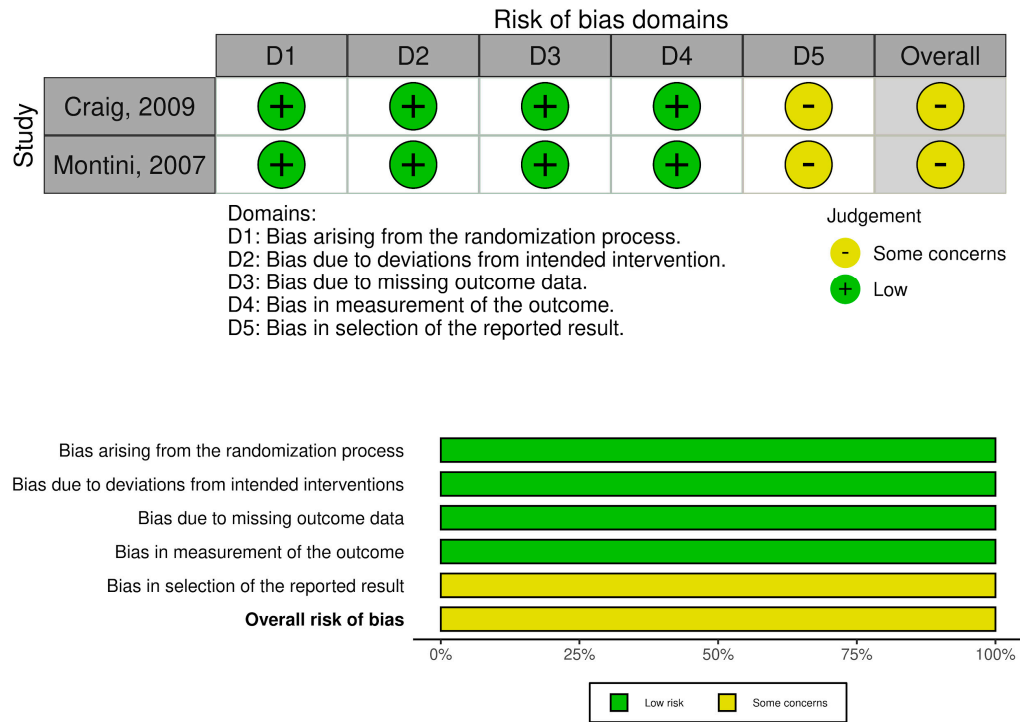 Risk of bias domains
D1 D2 D3 D4 D5 Overall
Study
Craig, 2009 + + + + - -
Montini, 2007 + + + + - -
Domains:
D1: Bias arising from the randomization process.
D2: Bias due to deviations from intended intervention.
D3: Bias due to missing outcome data.
D4: Bias in measurement of the outcome.
D5: Bias in selection of the reported result.
Judgement
- Some concerns
+ Low
Bias arising from the randomization process
Bias due to deviations from intended interventions
Bias due to missing outcome data
Bias in measurement of the outcome
Bias in selection of the reported result
Overall risk of bias
0% 25% 50% 75% 100%
Low risk Some concerns